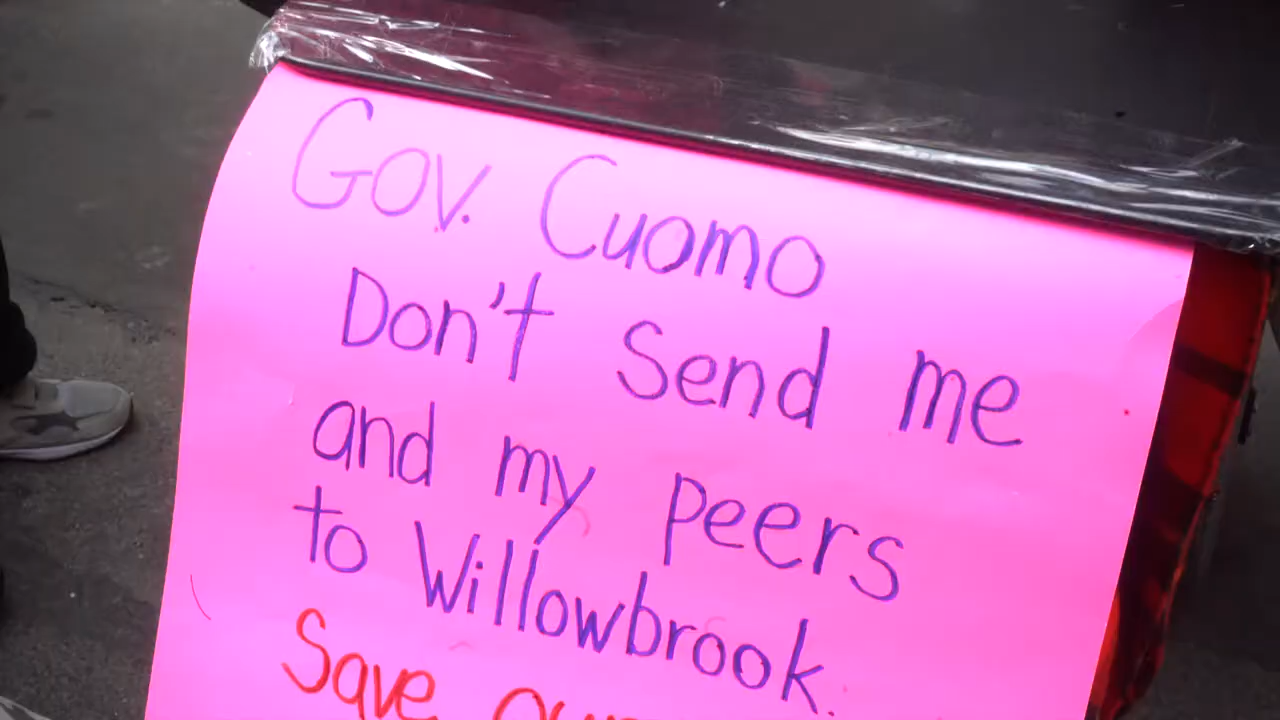 Gov. Cuomo
Don't Send me
and my peers
to Willowbrook.
Save